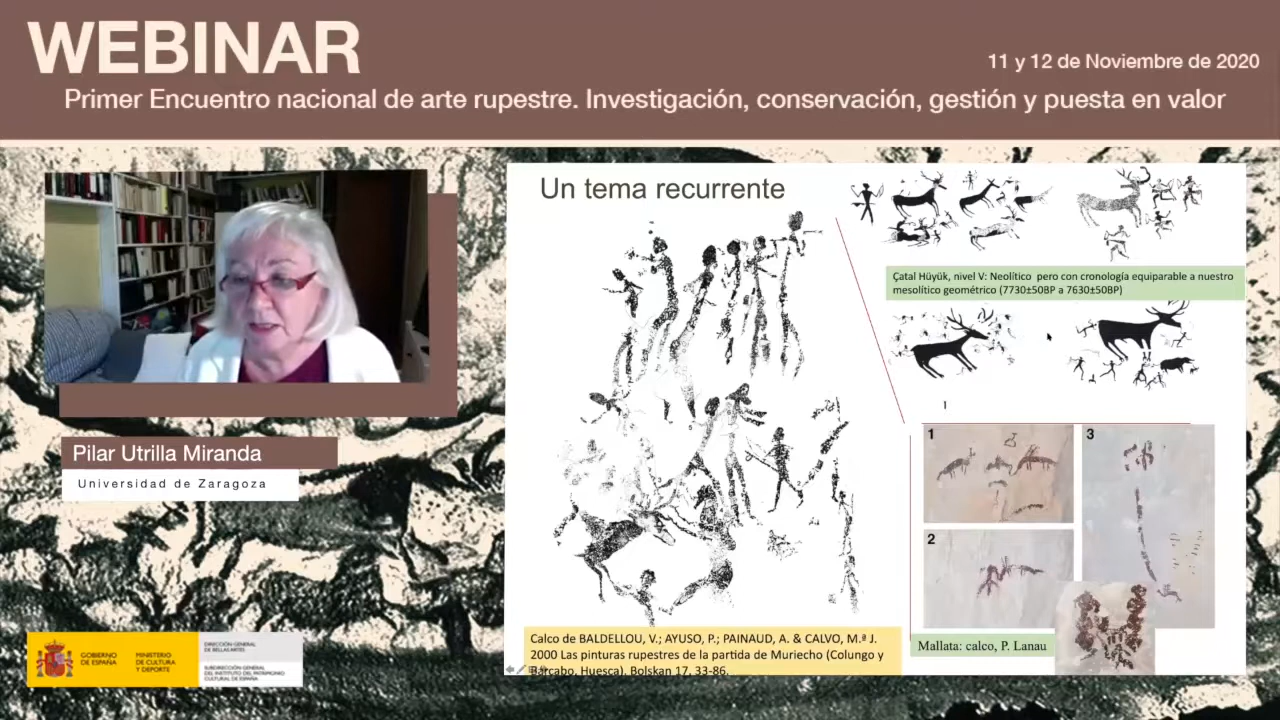 WEBINAR
11 y 12 de Noviembre de 2020
Primer Encuentro nacional de arte rupestre. Investigación, conservación, gestión y puesta en valor
Pilar Utrilla Miranda
Universidad de Zaragoza
GOBIERNO
DE ESPAÑA
MINISTERIO
DE CULTURA
Y DEPORTE
DIRECCIÓN GENERAL
DE BELLAS ARTES
SUBDIRECCIÓN GENERAL
DEL INSTITUTO DEL PATRIMONIO
CULTURAL DE ESPAÑA
Un tema recurrente
Çatal Hüyük, nivel V: Neolítico pero con cronología equiparable a nuestro
mesolítico geométrico (7730±50BP a 7630±50BP)
1
2
3
Calco de BALDELLOU, V.; AYUSO, P.; PAINAUD, A. & CALVO, M.ª J.
2000 Las pinturas rupestres de la partida de Muriecho (Colungo y
Bárcabo, Huesca). Bolskan 17, 33-86.
Mallata: calco, P. Lanau